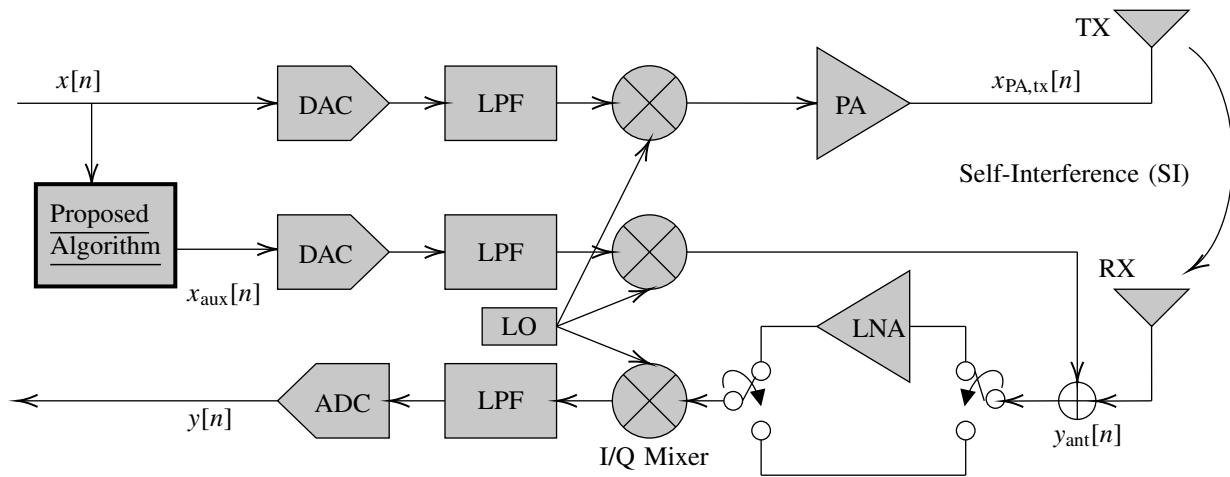 TX
x[n]
x_PA,tx[n]
DAC
LPF
PA
Self-Interference (SI)
Proposed
Algorithm
DAC
LPF
x_aux[n]
RX
LO
LNA
ADC
LPF
y[n]
y_ant[n]
I/Q Mixer